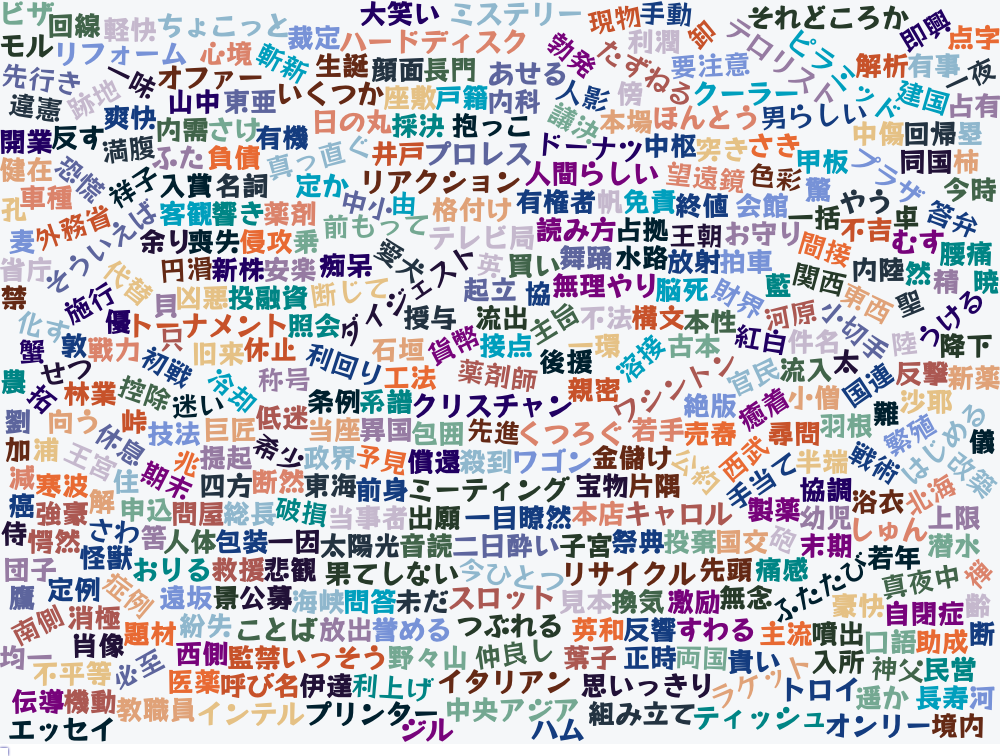 ビザ 回線 軽快 ちょこっと 裁定 大笑い ミステリー 現物 手動 それどころか 即興 点字
モル リフォーム 心境 斬新 ハードディスク 勃発 たずねる 利潤 卸 テロリスト ピラミッド 解析 有事 一夜
先行き 跡地 一味 オファー 生誕 顔面 長門 あせる 人影 傍 要注意 クーラー 建国 占有
違憲 爽快 山中 東亜 いくつか 座敷 戸籍 内科 議決 本場 ほんとう 男らしい 中傷 回帰 塁
開業 反す 満腹 内需 さけ 有機 日の丸 採決 抱っこ ドーナツ 中枢 突き さき 甲板 プラザ 同国 柿
健在 恐慌 祥子 ふた 負債 真っ直ぐ 井戸 プロレス 人間らしい 望遠鏡 色彩 驚 やう 今時
孔 車種 入賞 名詞 定か 中小 由 リアクション 格付け 有権者 帆 免責 終値 会館 一括 卓 答弁
麦 外務省 そういえば 客観 響き 薬剤 前もって テレビ局 読み方 占拠 王朝 お守り 間接 不吉 むす 腰痛
省庁 余り 喪失 侵攻 乗 愛犬 ダイジェスト 英 買い 舞踊 水路 放射 拍車 藍 関西 内陸 然 精 暁
禁 施行 代替 貝 円滑 新株 安楽 痴呆 起立 協 無理やり 脳死 財界 河原 東西 小切手 聖 うける
化す 優 凶悪 投融資 断じて 授与 流出 主旨 不法 横文 本性 紅白 件名 陸 降下
蟹 敦 戦力 トーナメント 只 照会 旧来 休止 利回り 石垣 貨幣 接点 後援 一環 溶接 古本 官民 流入 太 国連 反撃 新薬
農 拓 せつ 林業 控除 初戦 冷却 称号 工法 薬剤師 親密 ワシントン 絶版 癒着 小僧 難 沙耶
劉 向う 峠 迷い 低迷 条例 系譜 クリスチャン 若手 売春 尋問 羽根 繁殖 はじめる 儀
加 浦 王宮 休息 技法 巨匠 希少 当座 異国 包囲 先進 くつろぐ 西武 半端 戦術 改築
減 寒波 住 期末 兆 提起 政界 予見 償還 殺到 ワゴン 金儲け 公約 手当て 協調 北海
癌 強豪 解 申込 四方 断然 東海 前身 ミーティング 宝物 片隅 製薬 幼児 浴衣 上限
侍 愕然 さわ 苦 問屋 総長 破損 当事者 出願 一目瞭然 本店 キャロル 砲 末期 しゅん 潜水
団子 怪獣 人体 包装 一因 太陽光 音読 二日酔い 子宮 祭典 投棄 国文 ふたたび 若年
鷹 定例 症例 おりる 救援 悲観 果てしない 今ひとつ リサイクル 先頭 痛感 真夜中 禅
南側 消極 遠坂 景 公募 海峡 問答 未だ スロット 見本 換気 激励 無念 豪快 自閉症 齢
均一 肖像 題材 紛失 ことば 放出 誉める つぶれる 英和 反響 すわる 主流 噴出 口語 助成 断
不平等 必至 西側 監禁 いっそう 野々山 仲良し 葉子 正時 両国 貴い 入所 神父 民営
伝導 機動 医薬 呼び名 伊達 利上げ イタリアン 思いっきり ラケット トロイ 遥か 長寿 河
エッセイ 教職員 インテル プリンター 中央アジア ジル ハム 組み立て ティッシュ オンリー 境内